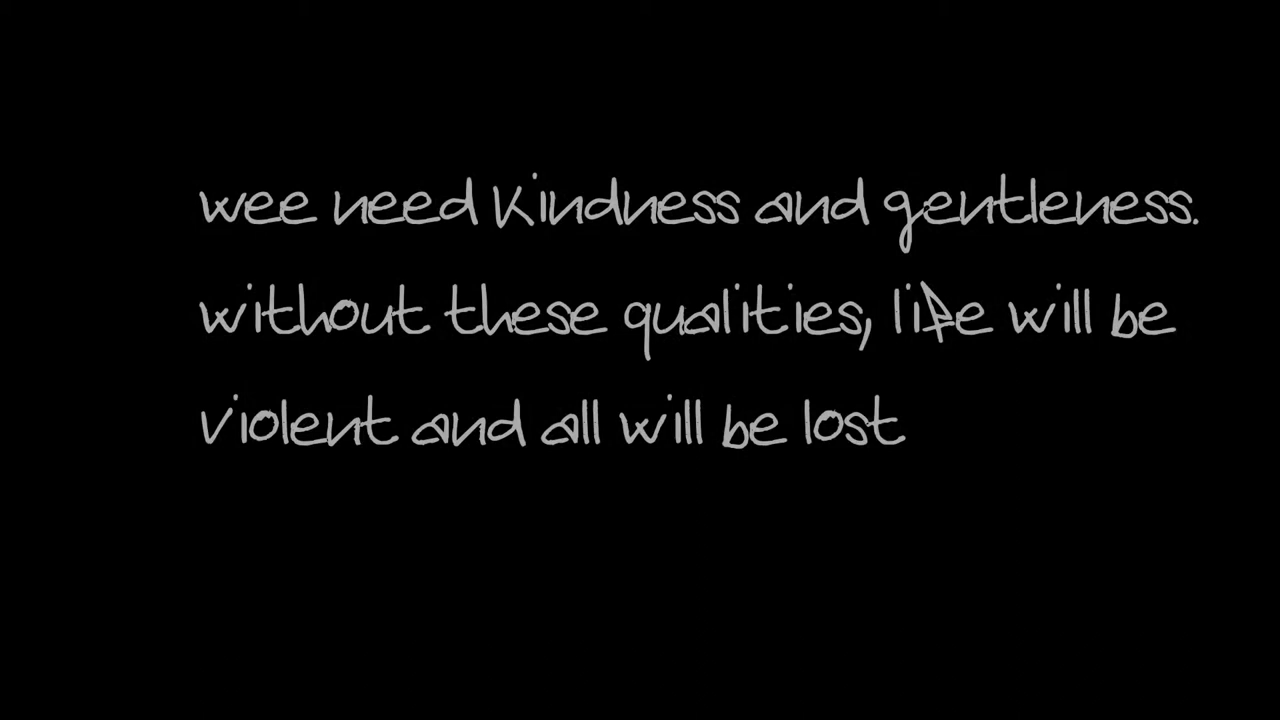 wee need kindness and gentleness.
without these qualities, life will be
violent and all will be lost